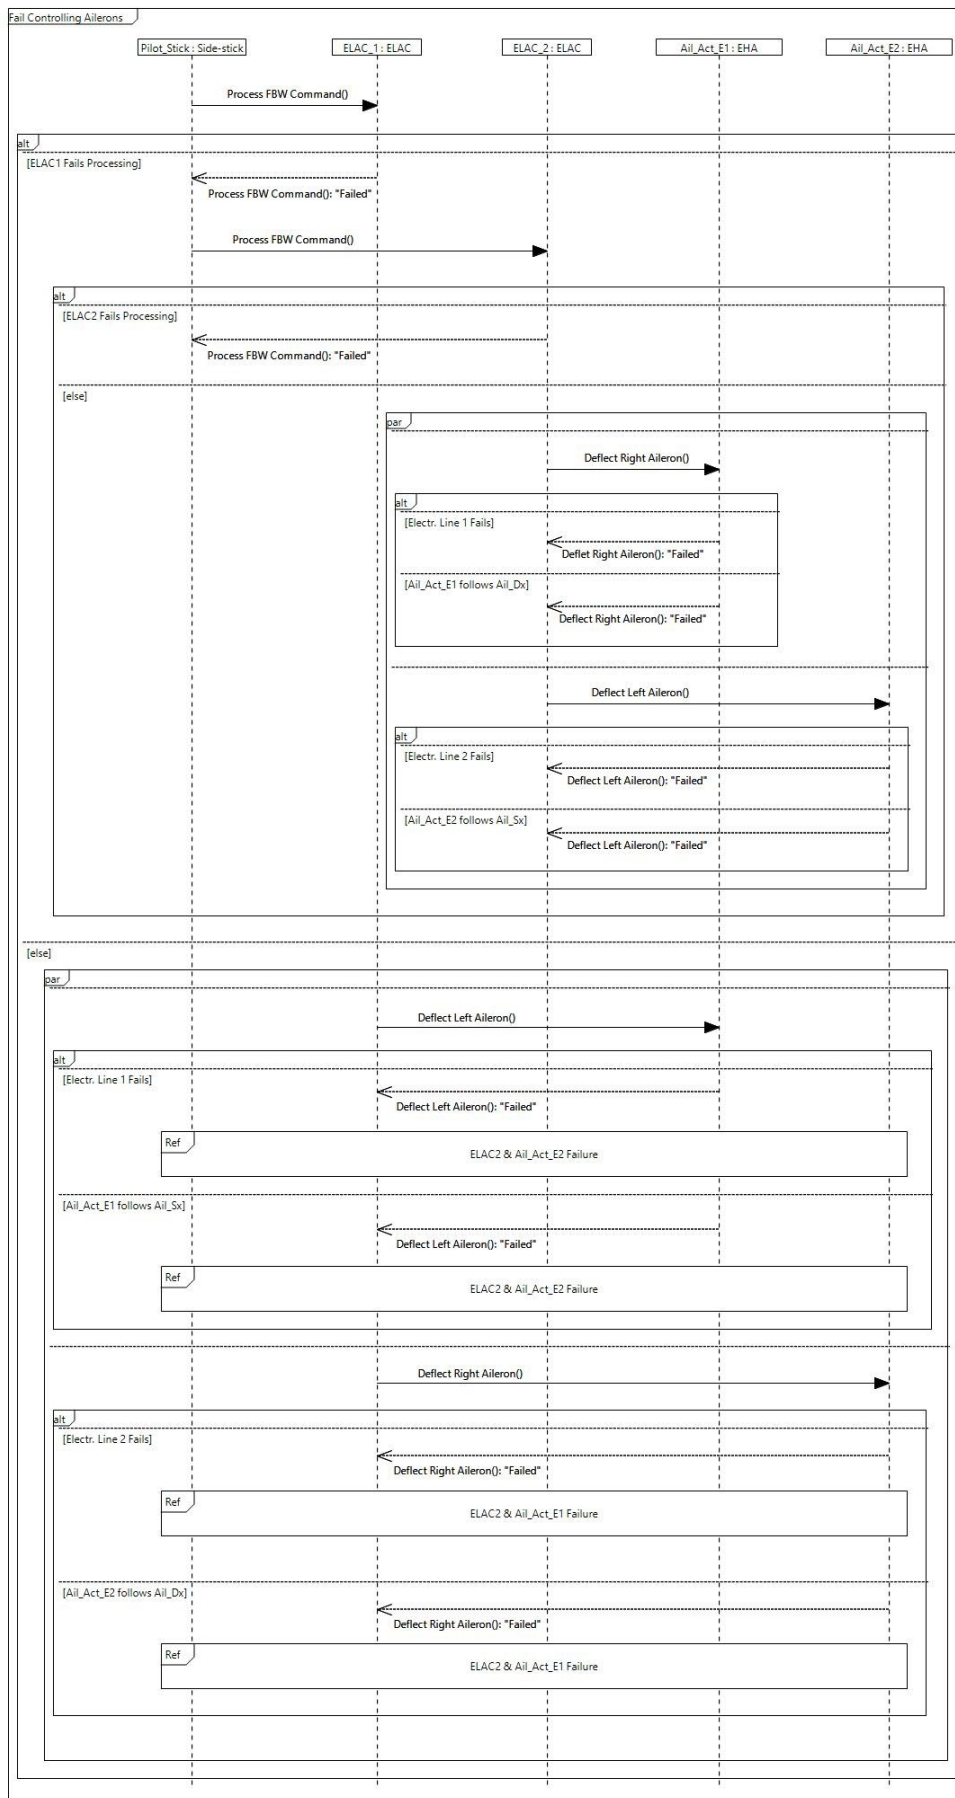 Fail Controlling Ailerons
Pilot_Stick : Side-stick
ELAC_1 : ELAC
ELAC_2 : ELAC
Ail_Act_E1 : EHA
Ail_Act_E2 : EHA
Process FBW Command()
alt
[ELAC1 Fails Processing]
Process FBW Command(): "Failed"
Process FBW Command()
alt
[ELAC2 Fails Processing]
Process FBW Command(): "Failed"
[else]
par
Deflect Right Aileron()
alt
[Electr. Line 1 Fails]
Deflet Right Aileron(): "Failed"
[Ail_Act_E1 follows Ail_Dx]
Deflect Right Aileron(): "Failed"
Deflect Left Aileron()
alt
[Electr. Line 2 Fails]
Deflect Left Aileron(): "Failed"
[Ail_Act_E2 follows Ail_Sx]
Deflect Left Aileron(): "Failed"
[else]
par
Deflect Left Aileron()
alt
[Electr. Line 1 Fails]
Deflect Left Aileron(): "Failed"
Ref
ELAC2 & Ail_Act_E2 Failure
[Ail_Act_E1 follows Ail_Sx]
Deflect Left Aileron(): "Failed"
Ref
ELAC2 & Ail_Act_E2 Failure
Deflect Right Aileron()
alt
[Electr. Line 2 Fails]
Deflect Right Aileron(): "Failed"
Ref
ELAC2 & Ail_Act_E1 Failure
[Ail_Act_E2 follows Ail_Dx]
Deflect Right Aileron(): "Failed"
Ref
ELAC2 & Ail_Act_E1 Failure